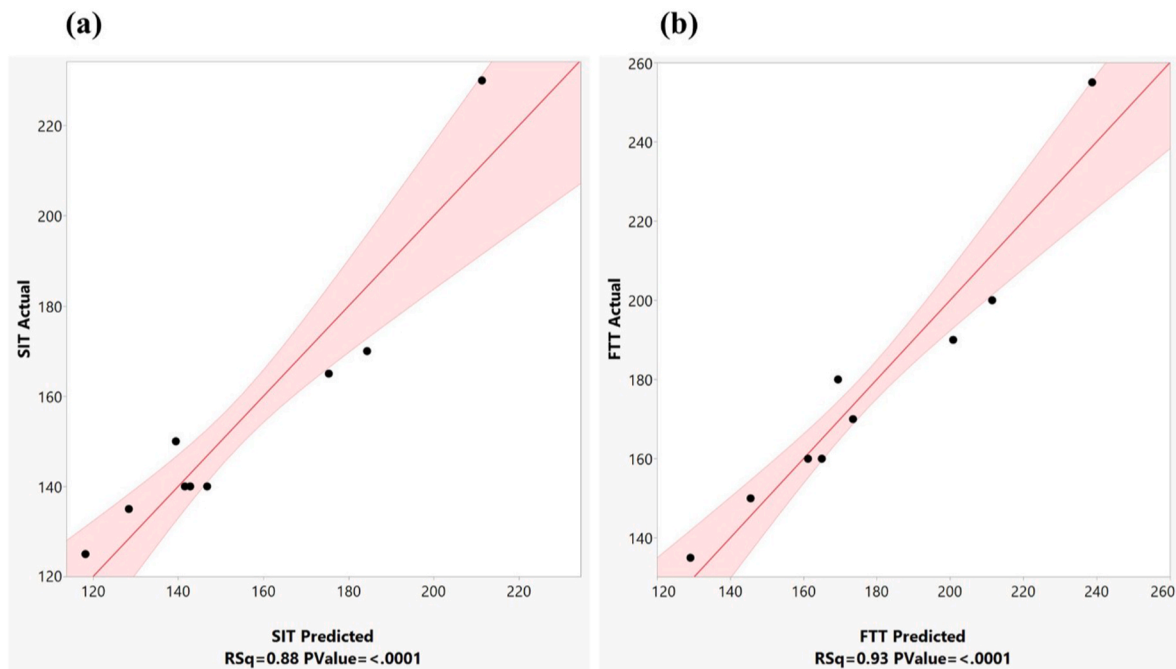 (a)
(b)
SIT Actual
220
200
180
160
140
120
120 140 160 180 200 220
SIT Predicted
RSq=0.88 PValue=<.0001
FTT Actual
260
240
220
200
180
160
140
120 140 160 180 200 220 240 260
FTT Predicted
RSq=0.93 PValue=<.0001